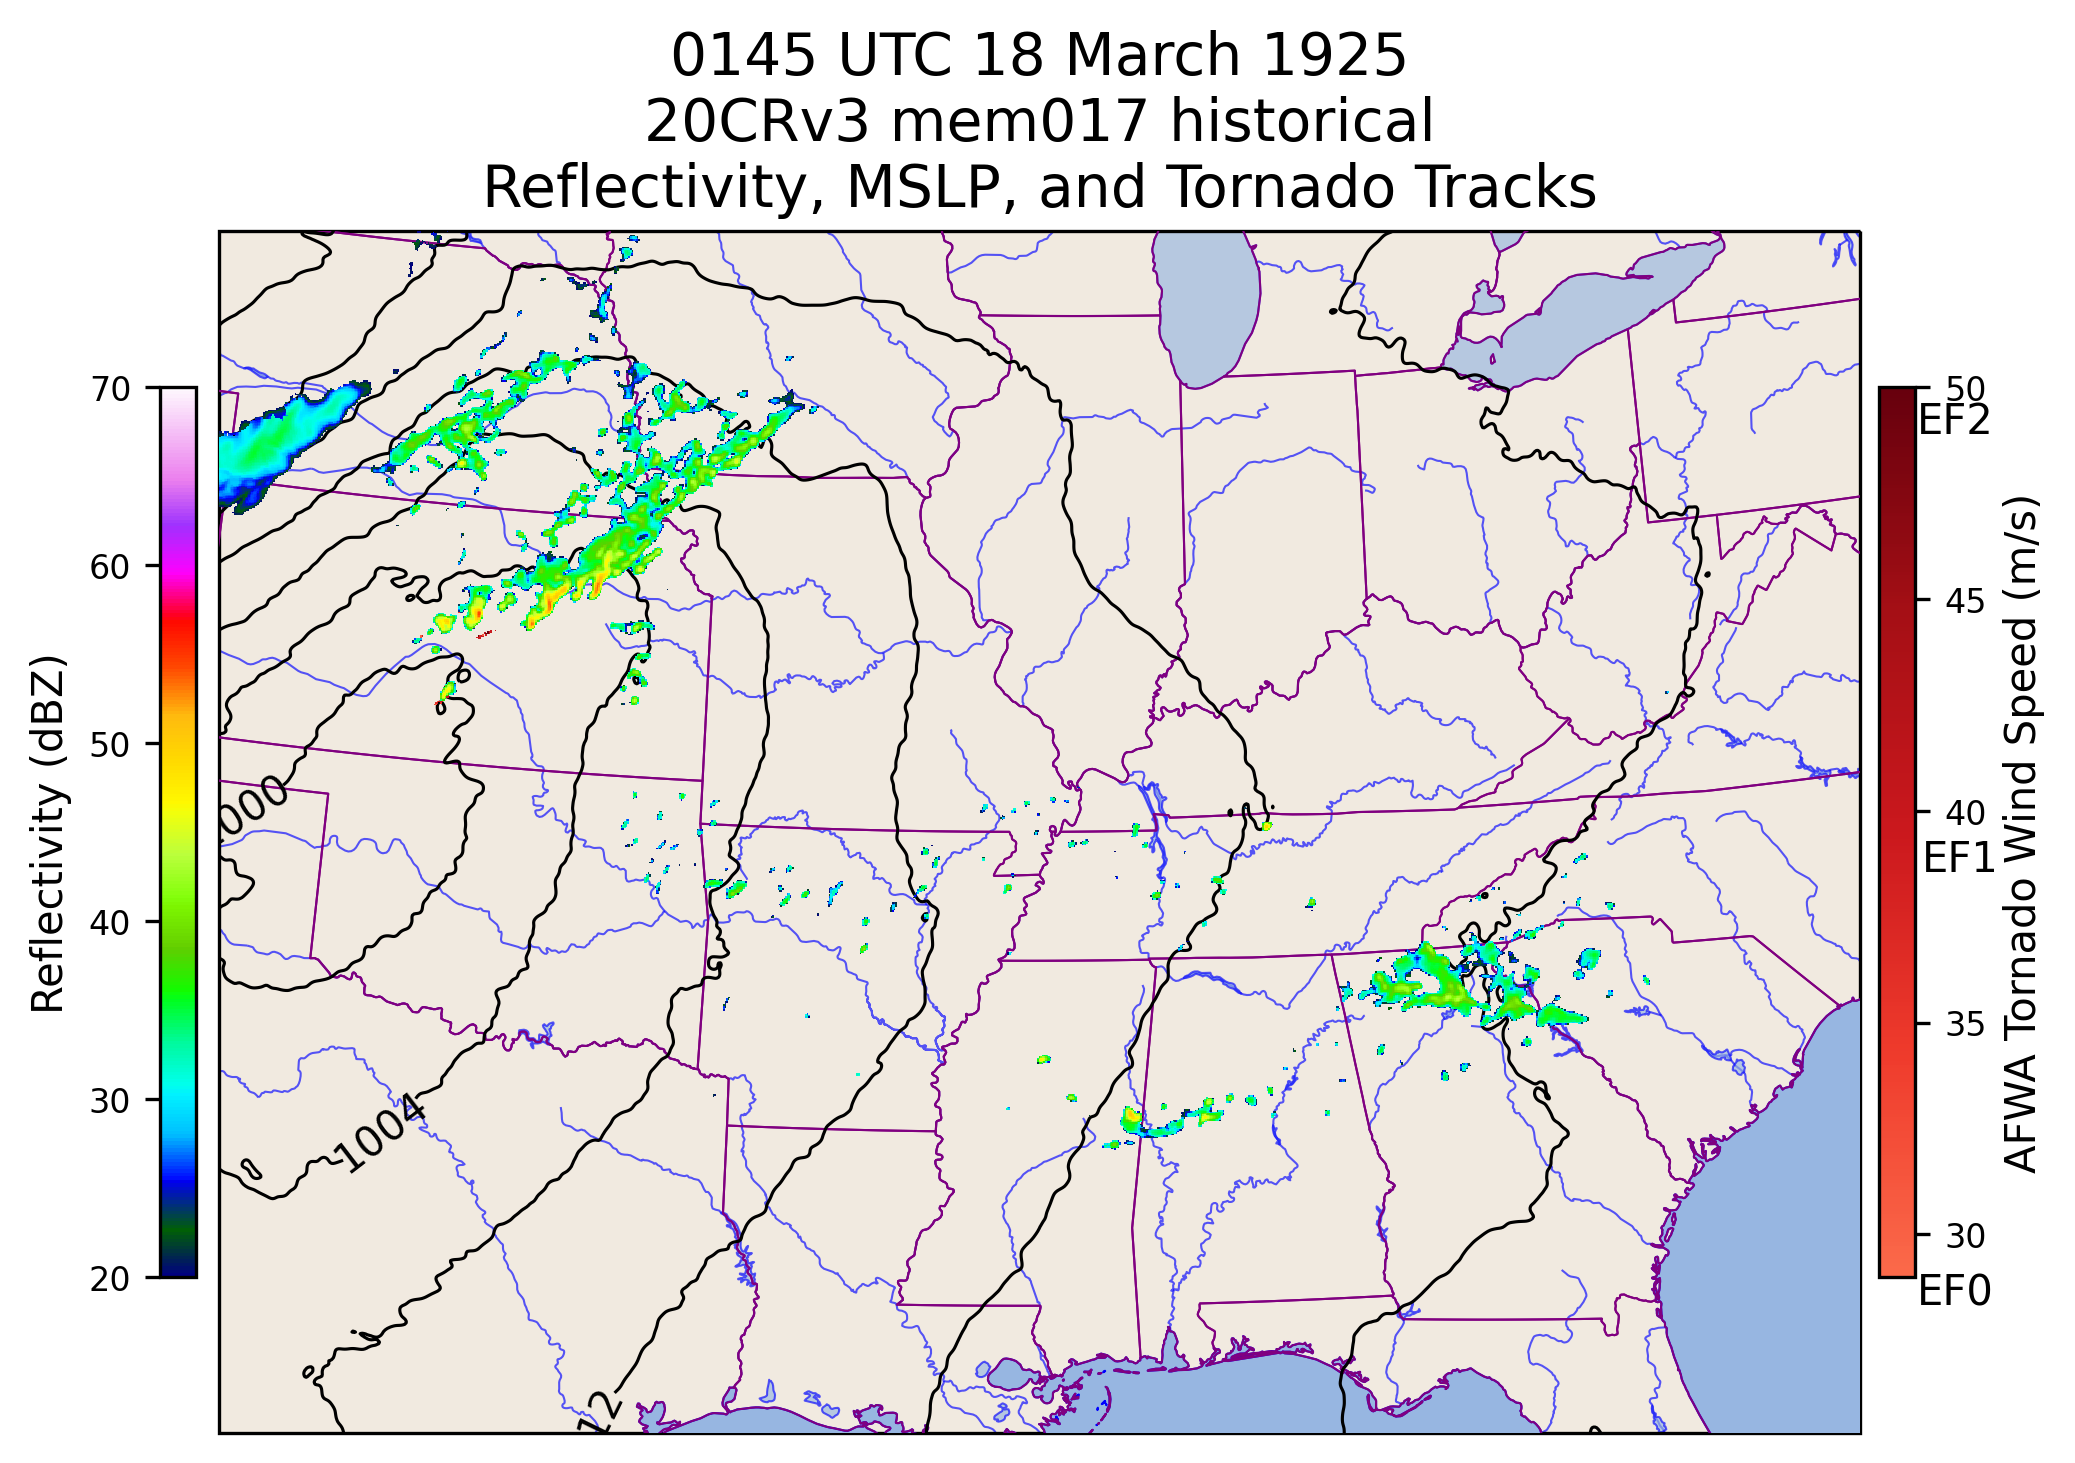 0145 UTC 18 March 1925
20CRv3 mem017 historical
Reflectivity, MSLP, and Tornado Tracks
Reflectivity (dBZ)
70
60
50
40
30
20
000
1004
12
50
EF2
45
40
EF1
35
30
EF0
AFWA Tornado Wind Speed (m/s)